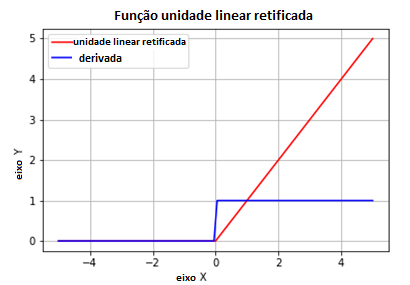 Função unidade linear retificada
unidade linear retificada
derivada
5
4
3
2
1
0
eixo Y
−4
−2
0
2
4
eixo X